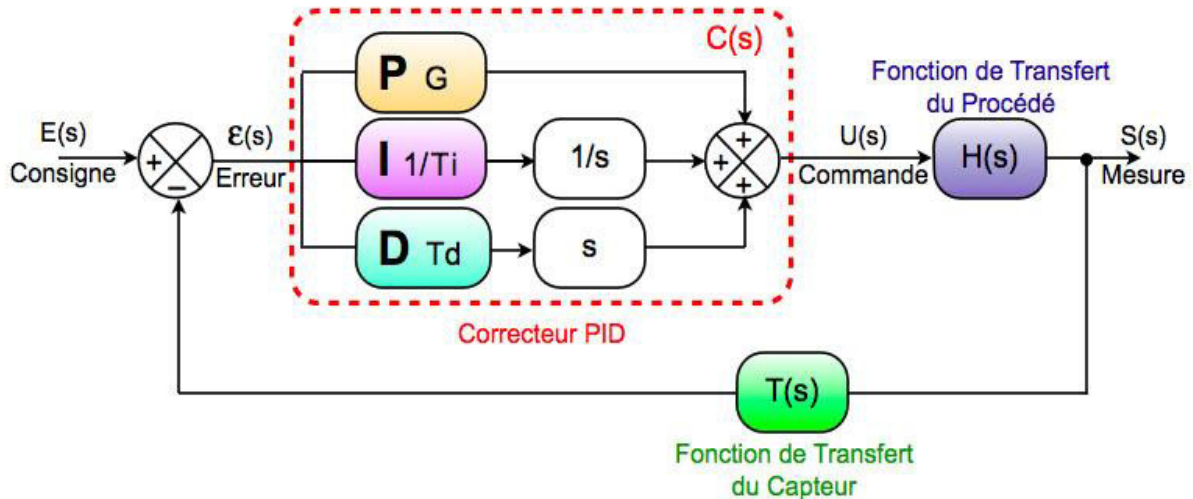 C(s)
P G
Fonction de Transfert
du Procédé
E(s)
Consigne
+
−
ε(s)
Erreur
I 1/Ti
1/s
+
+
+
U(s)
Commande
H(s)
S(s)
Mesure
D Td
s
Correcteur PID
T(s)
Fonction de Transfert
du Capteur